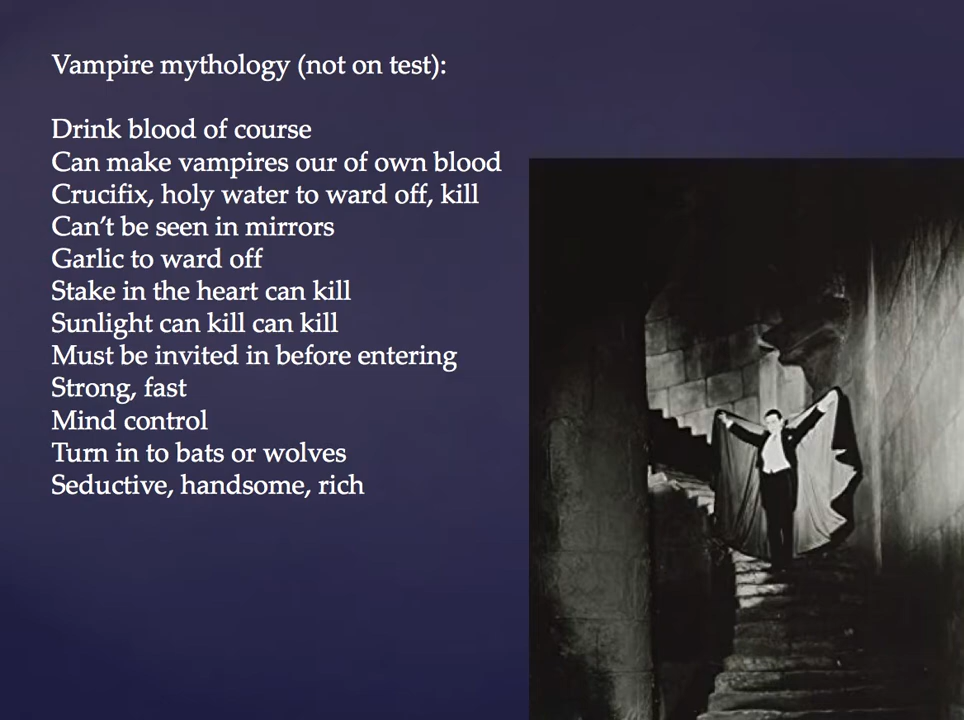 Vampire mythology (not on test):
Drink blood of course
Can make vampires our of own blood
Crucifix, holy water to ward off, kill
Can’t be seen in mirrors
Garlic to ward off
Stake in the heart can kill
Sunlight can kill can kill
Must be invited in before entering
Strong, fast
Mind control
Turn in to bats or wolves
Seductive, handsome, rich